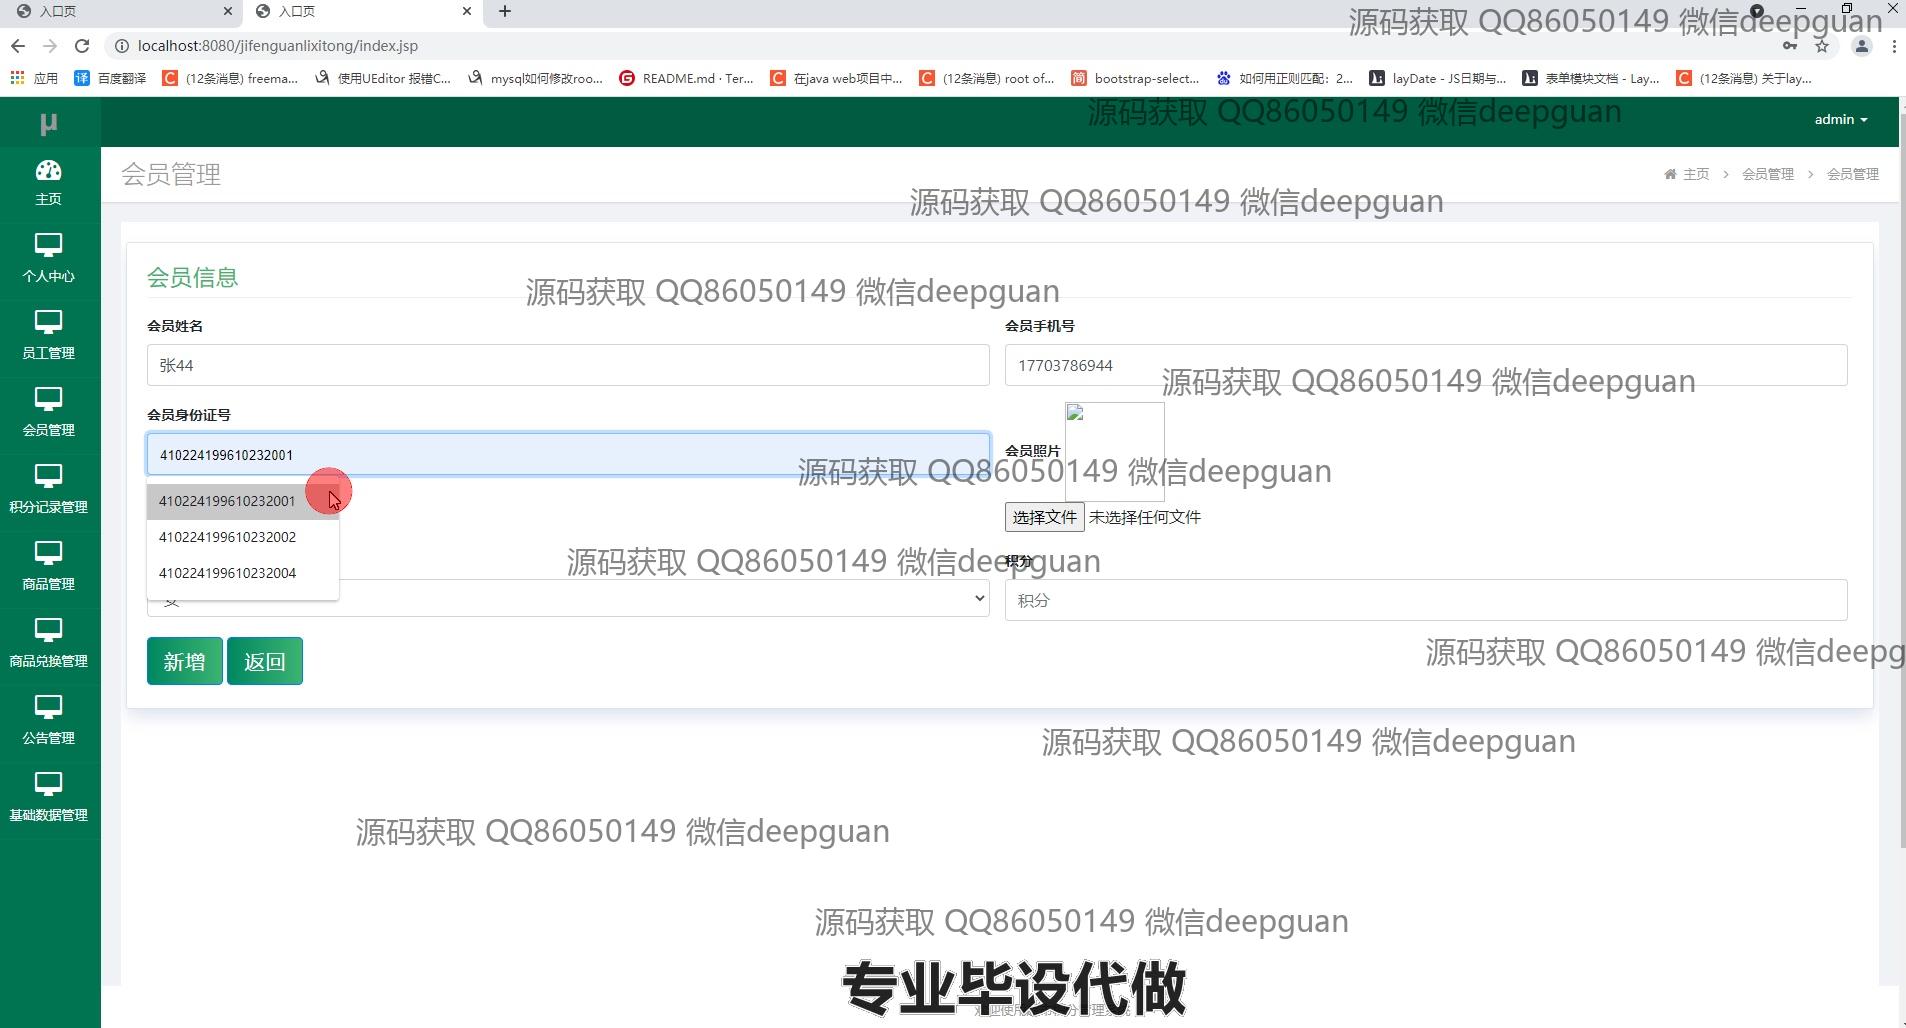 入口页
入口页
源码获取 QQ86050149 微信deepguan
localhost:8080/jifenguanlixitong/index.jsp
应用
百度翻译
(12条消息) freema...
使用UEditor 报错C...
mysql如何修改roo...
README.md · Ter...
在java web项目中...
(12条消息) root of...
bootstrap-select...
如何用正则匹配：2...
layDate - JS日期与...
表单模块文档 - Lay...
(12条消息) 关于lay...
μ
源码获取 QQ86050149 微信deepguan
admin
主页
个人中心
员工管理
会员管理
积分记录管理
商品管理
商品兑换管理
公告管理
基础数据管理
会员管理
主页 > 会员管理 > 会员管理
源码获取 QQ86050149 微信deepguan
会员信息
源码获取 QQ86050149 微信deepguan
会员姓名
会员手机号
张44
17703786944
源码获取 QQ86050149 微信deepguan
会员身份证号
410224199610232001
会员照片
源码获取 QQ86050149 微信deepguan
410224199610232001
410224199610232002
410224199610232004
选择文件 未选择任何文件
源码获取 QQ86050149 微信deepguan
积分
积分
新增
返回
源码获取 QQ86050149 微信deepg
源码获取 QQ86050149 微信deepguan
源码获取 QQ86050149 微信deepguan
源码获取 QQ86050149 微信deepguan
专业毕设代做